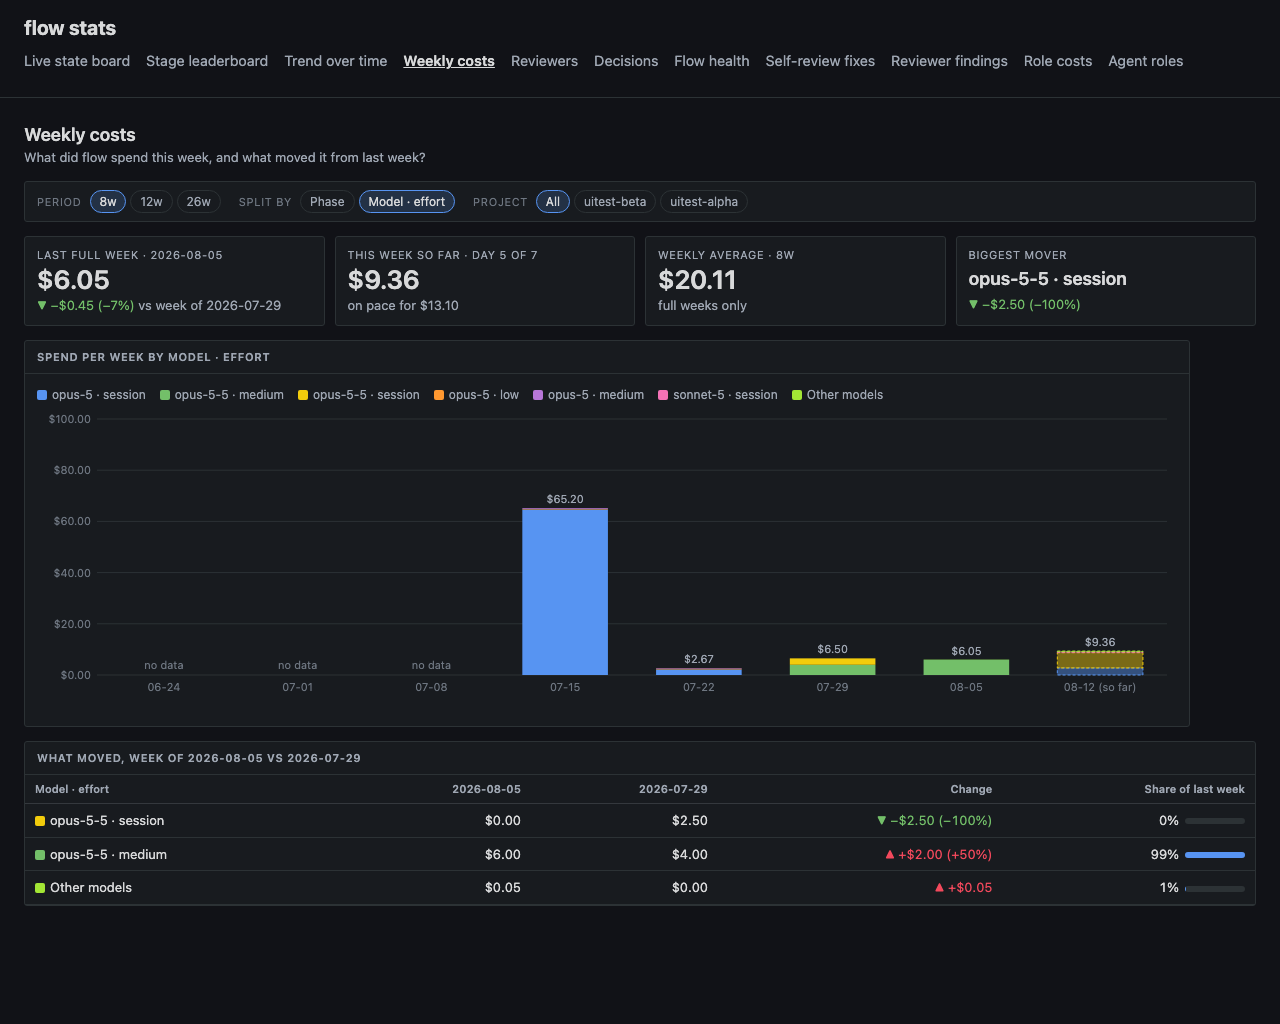 flow stats
Live state board Stage leaderboard Trend over time Weekly costs Reviewers Decisions Flow health Self-review fixes Reviewer findings Role costs Agent roles
Weekly costs
What did flow spend this week, and what moved it from last week?
PERIOD 8w 12w 26w SPLIT BY Phase Model · effort PROJECT All uitest-beta uitest-alpha
LAST FULL WEEK · 2026-08-05
$6.05
▼ −$0.45 (−7%) vs week of 2026-07-29
THIS WEEK SO FAR · DAY 5 OF 7
$9.36
on pace for $13.10
WEEKLY AVERAGE · 8W
$20.11
full weeks only
BIGGEST MOVER
opus-5-5 · session
▼ −$2.50 (−100%)
SPEND PER WEEK BY MODEL · EFFORT
opus-5 · session opus-5-5 · medium opus-5-5 · session opus-5 · low opus-5 · medium sonnet-5 · session Other models
$100.00
$80.00
$60.00
$40.00
$20.00
$0.00
no data no data no data $65.20 $2.67 $6.50 $6.05 $9.36
06-24 07-01 07-08 07-15 07-22 07-29 08-05 08-12 (so far)
WHAT MOVED, WEEK OF 2026-08-05 VS 2026-07-29
Model · effort 2026-08-05 2026-07-29 Change Share of last week
opus-5-5 · session $0.00 $2.50 ▼ −$2.50 (−100%) 0%
opus-5-5 · medium $6.00 $4.00 ▲ +$2.00 (+50%) 99%
Other models $0.05 $0.00 ▲ +$0.05 1%